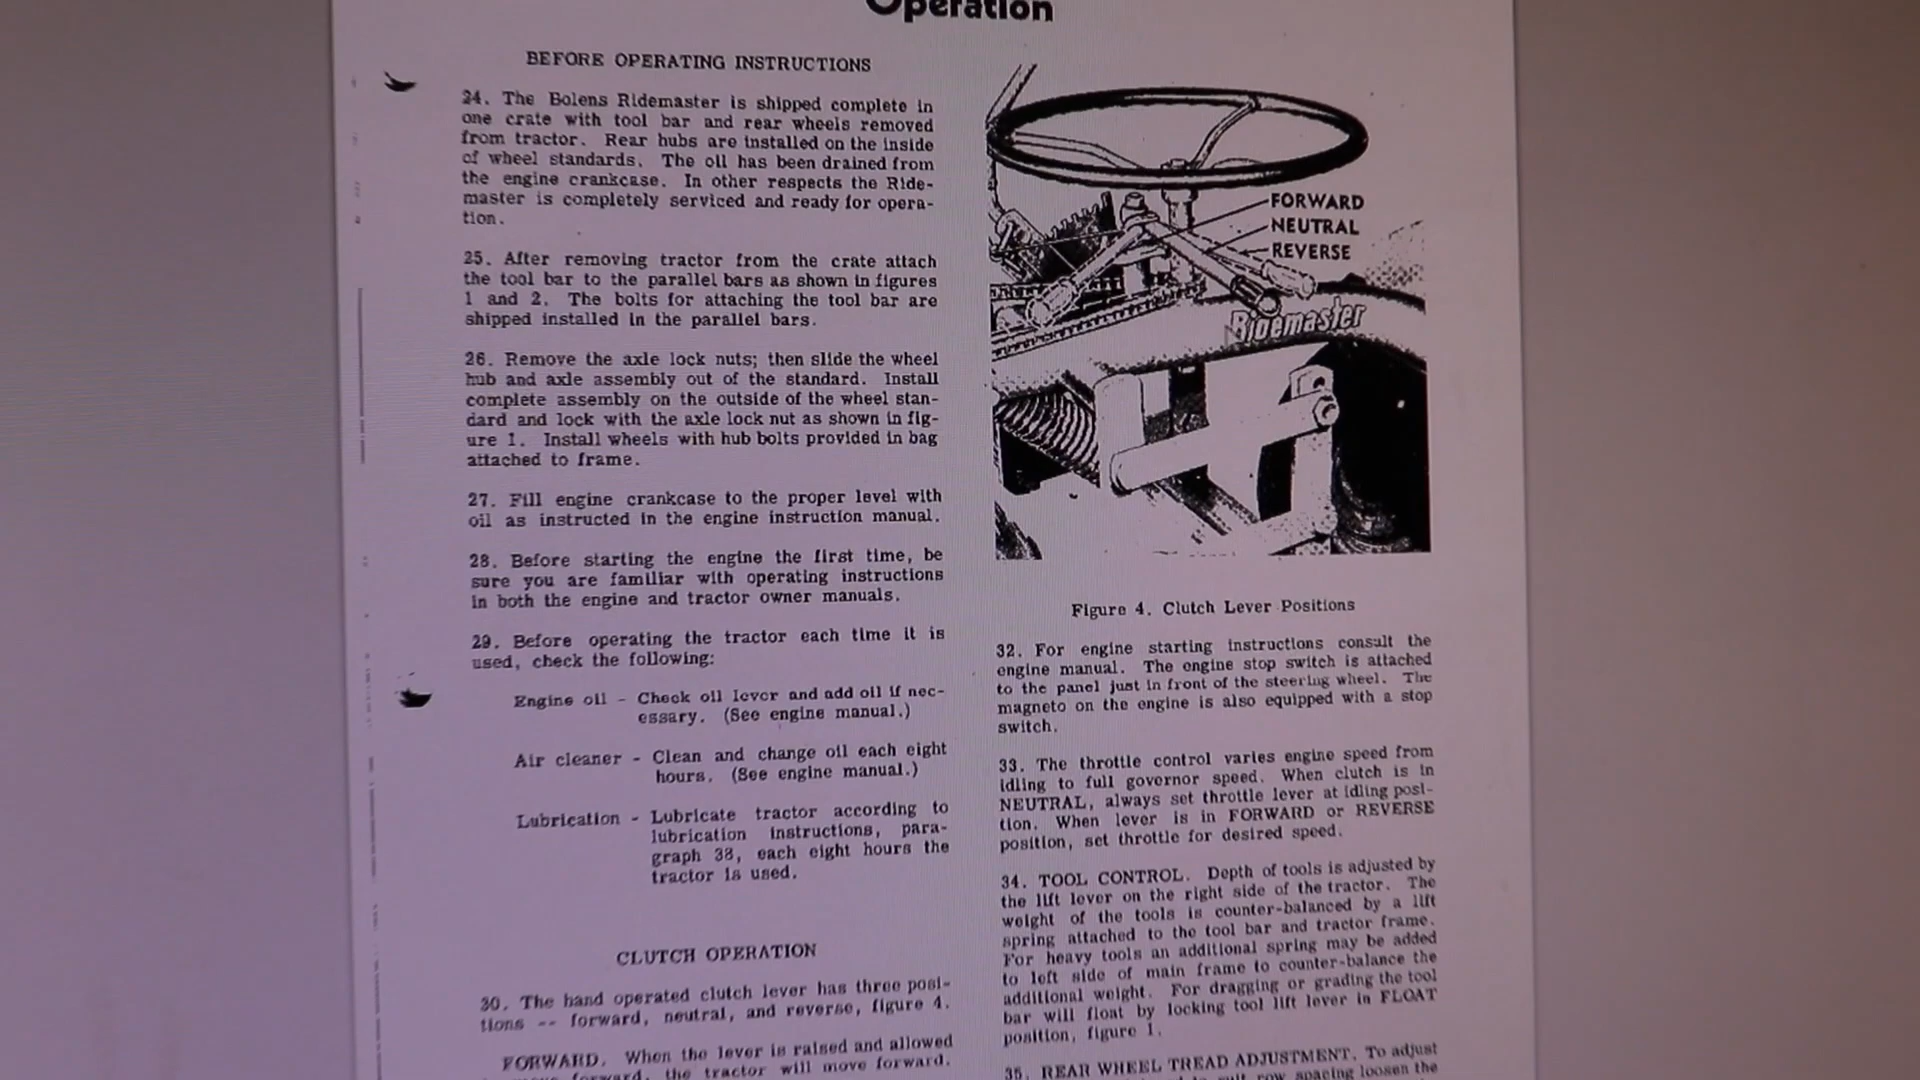 Operation
BEFORE OPERATING INSTRUCTIONS
24. The Bolens Ridemaster is shipped complete in
one crate with tool bar and rear wheels removed
from tractor. Rear hubs are installed on the inside
of wheel standards. The oil has been drained from
the engine crankcase. In other respects the Ride-
master is completely serviced and ready for opera-
tion.
25. After removing tractor from the crate attach
the tool bar to the parallel bars as shown in figures
1 and 2. The bolts for attaching the tool bar are
shipped installed in the parallel bars.
26. Remove the axle lock nuts; then slide the wheel
hub and axle assembly out of the standard. Install
complete assembly on the outside of the wheel stan-
dard and lock with the axle lock nut as shown in fig-
ure 1. Install wheels with hub bolts provided in bag
attached to frame.
27. Fill engine crankcase to the proper level with
oil as instructed in the engine instruction manual.
28. Before starting the engine the first time, be
sure you are familiar with operating instructions
in both the engine and tractor owner manuals.
29. Before operating the tractor each time it is
used, check the following:
Engine oil - Check oil lever and add oil if nec-
essary. (See engine manual.)
Air cleaner - Clean and change oil each eight
hours. (See engine manual.)
Lubrication - Lubricate tractor according to
lubrication instructions, para-
graph 38, each eight hours the
tractor is used.
CLUTCH OPERATION
30. The hand operated clutch lever has three posi-
tions -- forward, neutral, and reverse, figure 4.
FORWARD. When the lever is raised and allowed
forward, the tractor will move forward.
FORWARD
NEUTRAL
REVERSE
Ridemaster
Figure 4. Clutch Lever Positions
32. For engine starting instructions consult the
engine manual. The engine stop switch is attached
to the panel just in front of the steering wheel. The
magneto on the engine is also equipped with a stop
switch.
33. The throttle control varies engine speed from
idling to full governor speed. When clutch is in
NEUTRAL, always set throttle lever at idling posi-
tion. When lever is in FORWARD or REVERSE
position, set throttle for desired speed.
34. TOOL CONTROL. Depth of tools is adjusted by
the lift lever on the right side of the tractor. The
weight of the tools is counter-balanced by a lift
spring attached to the tool bar and tractor frame.
For heavy tools an additional spring may be added
to left side of main frame to counter-balance the
additional weight. For dragging or grading the tool
bar will float by locking tool lift lever in FLOAT
position, figure 1.
35. REAR WHEEL TREAD ADJUSTMENT. To adjust
row spacing loosen the